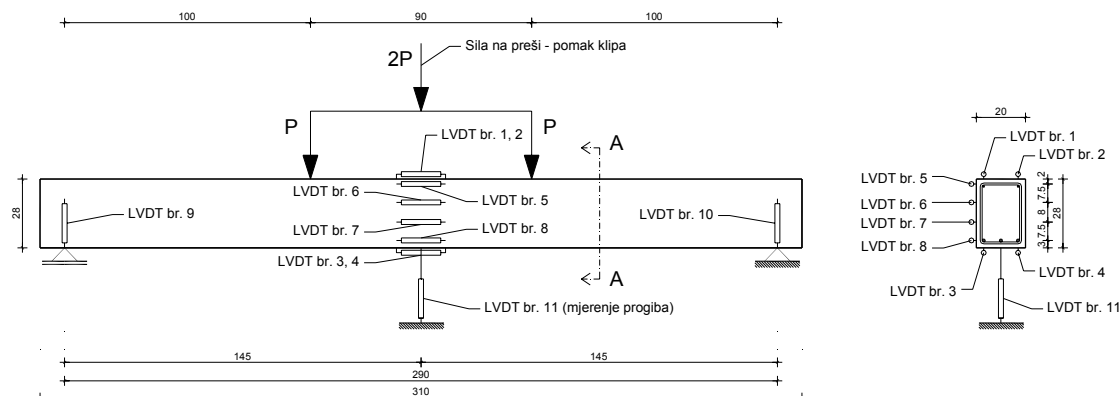 100
90
100
Sila na preši - pomak klipa
2P
P
P
LVDT br. 1, 2
A
20
LVDT br. 1
LVDT br. 2
LVDT br. 5
LVDT br. 6
LVDT br. 5
LVDT br. 6
28
LVDT br. 9
LVDT br. 10
LVDT br. 7
LVDT br. 8
LVDT br. 7
LVDT br. 8
2
7.5
8
7.5
3
28
LVDT br. 3, 4
A
LVDT br. 4
LVDT br. 3
LVDT br. 11 (mjerenje progiba)
LVDT br. 11
145
145
290
310